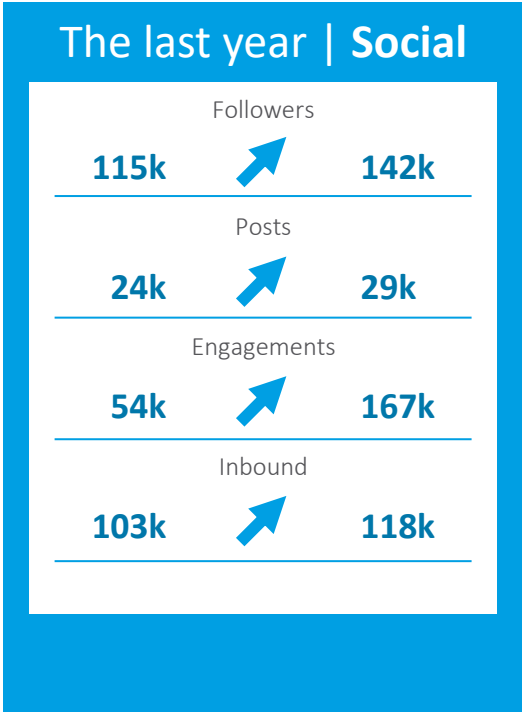 The last year | Social
Followers
115k 142k
Posts
24k 29k
Engagements
54k 167k
Inbound
103k 118k